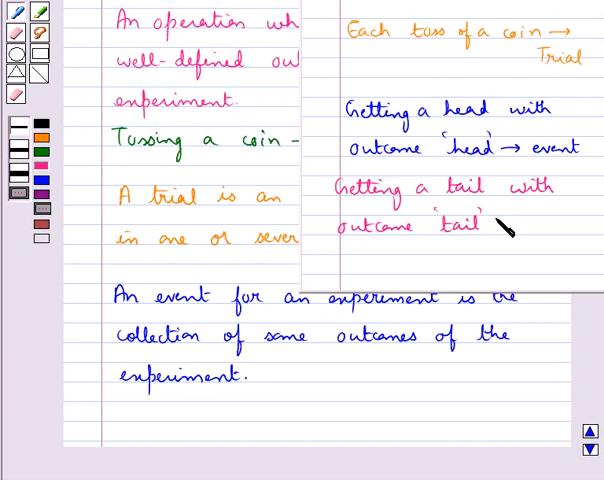 An operation wh
well-defined out
experiment.
Tossing a coin -
A trial is an
in one or sever
An event for an experiment is the
collection of some outcomes of the
experiment.
Each toss of a coin →
Trial
Getting a head with
outcome 'head' → event
Getting a tail with
outcome 'tail'